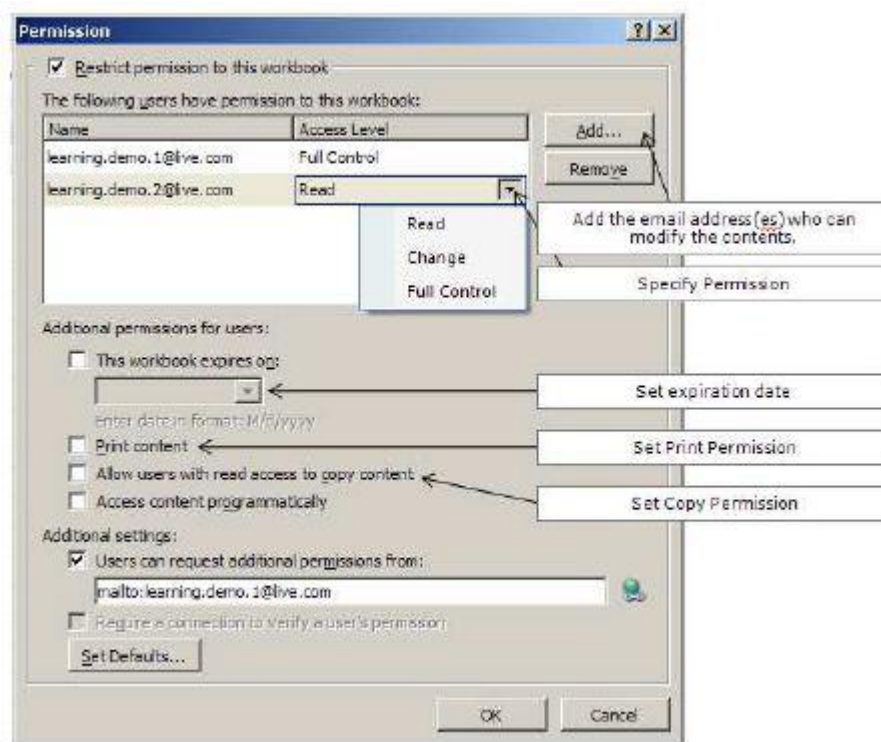 Permission
Restrict permission to this workbook
The following users have permission to this workbook:
Name Access Level
Add...
learning.demo.1@live.com Full Control
Remove
learning.demo.2@live.com Read
Read
Change
Full Control
Add the email address(es)who can
modify the contents.
Specify Permission
Additional permissions for users:
This workbook expires on:
Set expiration date
Enter date in format: M/d/yyyy
Print content
Set Print Permission
Allow users with read access to copy content
Access content programmatically
Set Copy Permission
Additional settings:
Users can request additional permissions from:
mailto:learning.demo.1@live.com
Require a connection to verify a user's permission
Set Defaults...
OK Cancel